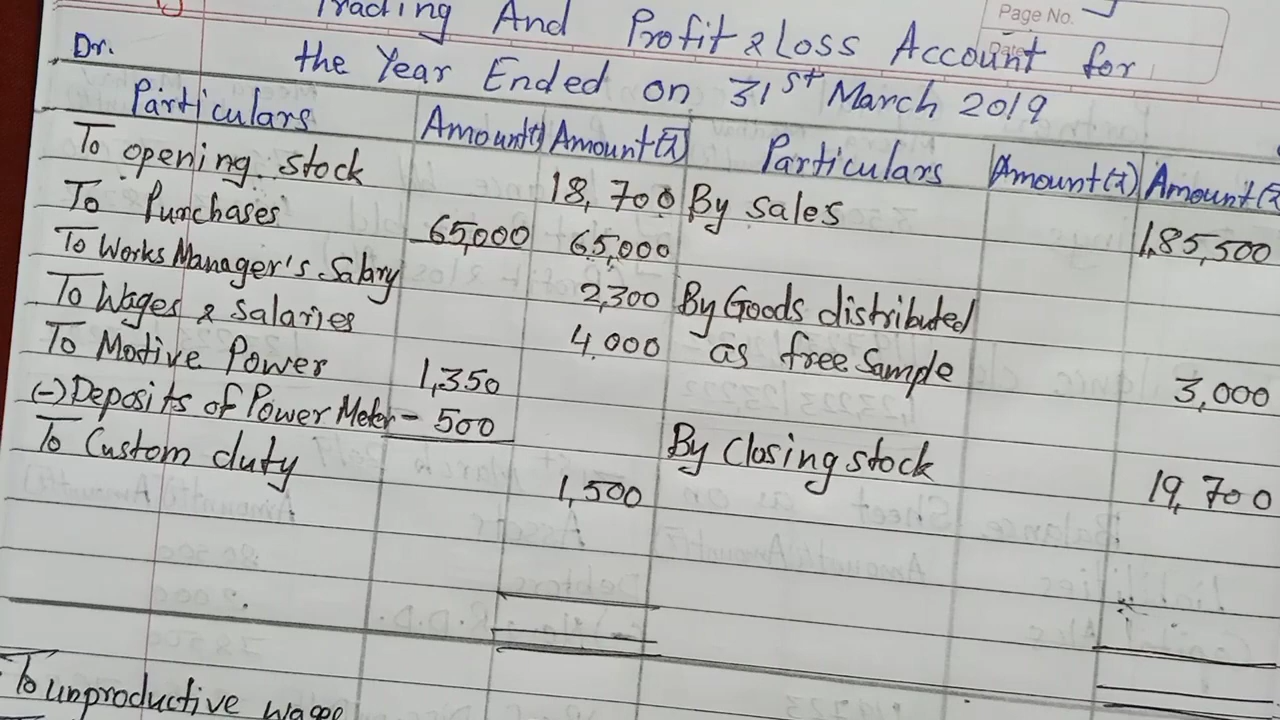 Trading And Profit & Loss Account for
Page No.
Date
Dr. the Year Ended on 31st March 2019
Particulars Amount(₹) Amount(₹) Particulars Amount(₹) Amount(₹
To opening stock 18,700 By sales 1,85,500
To Purchases 65,000 65,000
To Works Manager's Salary 2,300 By Goods distributed
To Wages & Salaries 4,000 as free Sample 3,000
To Motive Power 1,350
(-) Deposits of Power Meter - 500 By Closing stock 19,700
To Custom duty 1,500
To unproductive wages